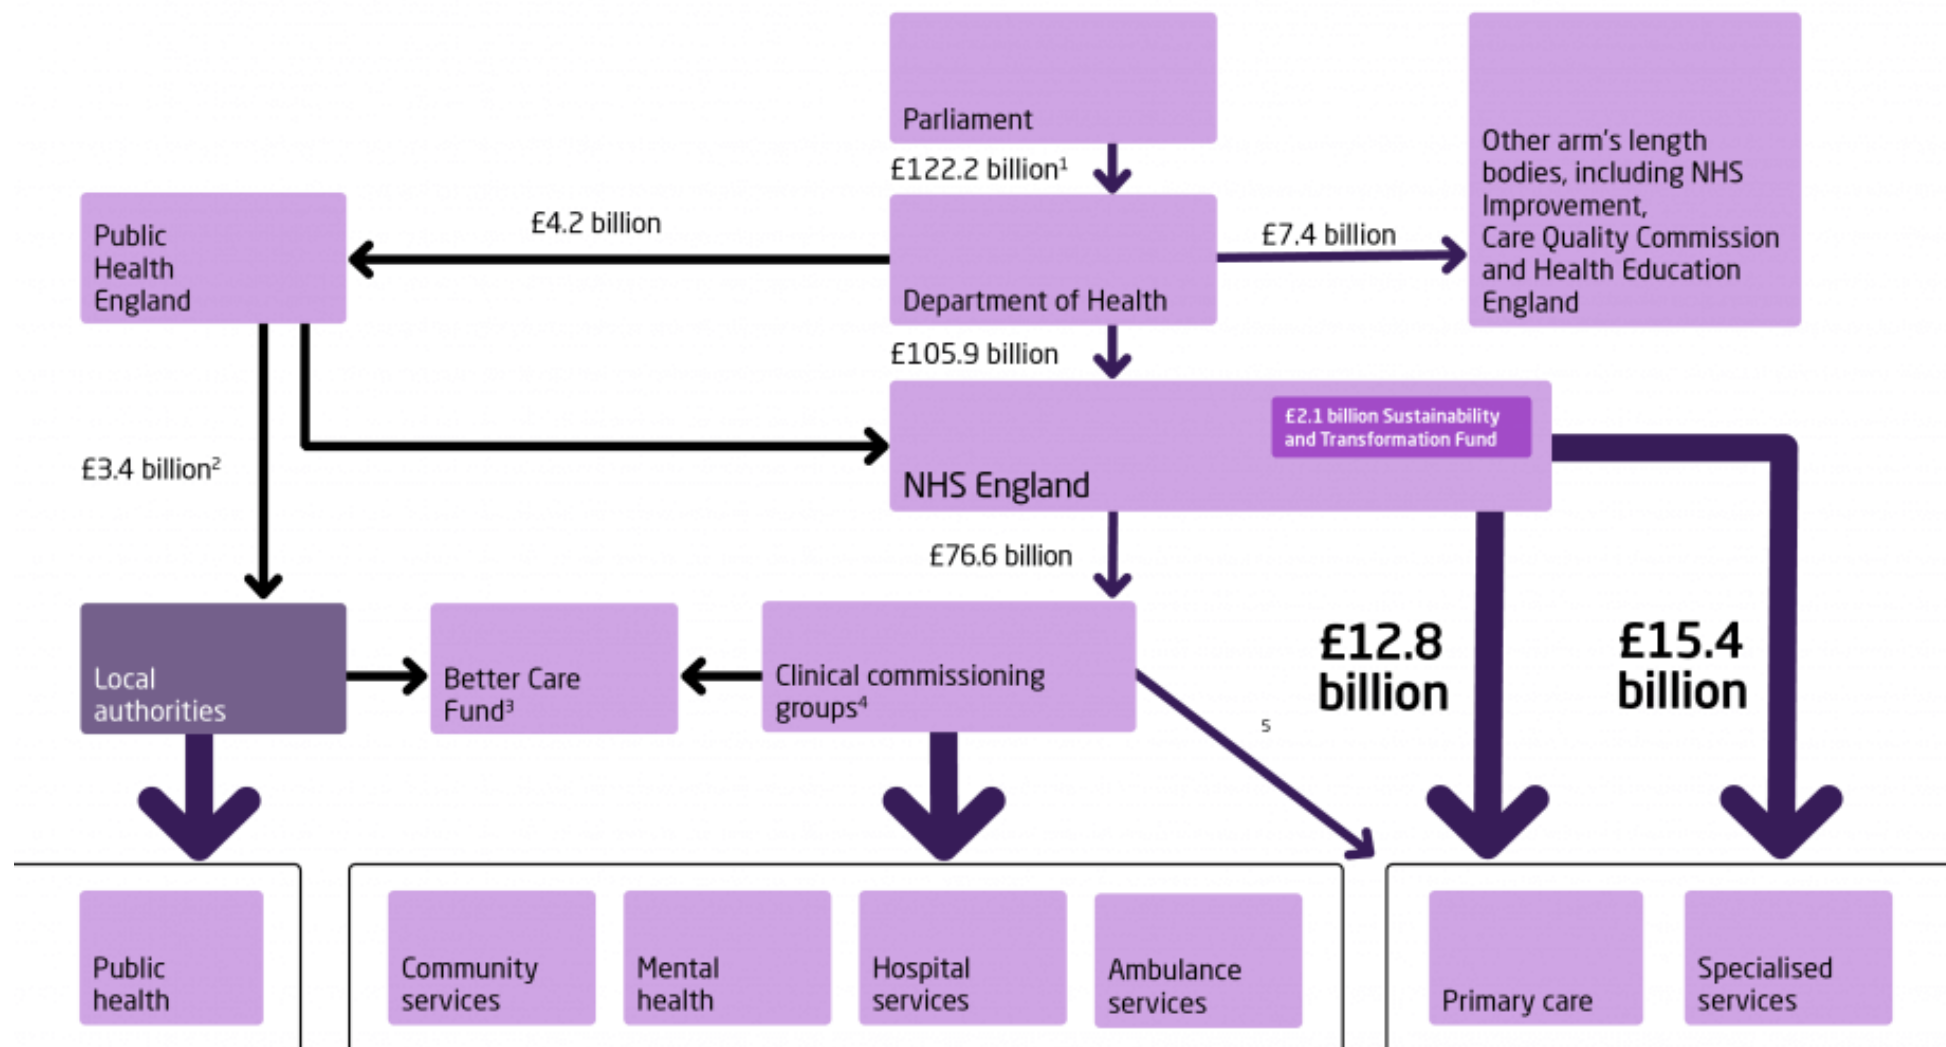 Parliament
£122.2 billion¹
Other arm's length
bodies, including NHS
Improvement,
Care Quality Commission
and Health Education
England
Public
Health
England
£4.2 billion
Department of Health
£7.4 billion
£105.9 billion
£2.1 billion Sustainability
and Transformation Fund
NHS England
£3.4 billion²
£76.6 billion
£12.8
billion
£15.4
billion
Local
authorities
Better Care
Fund³
Clinical commissioning
groups⁴
5
Public
health
Community
services
Mental
health
Hospital
services
Ambulance
services
Primary care
Specialised
services